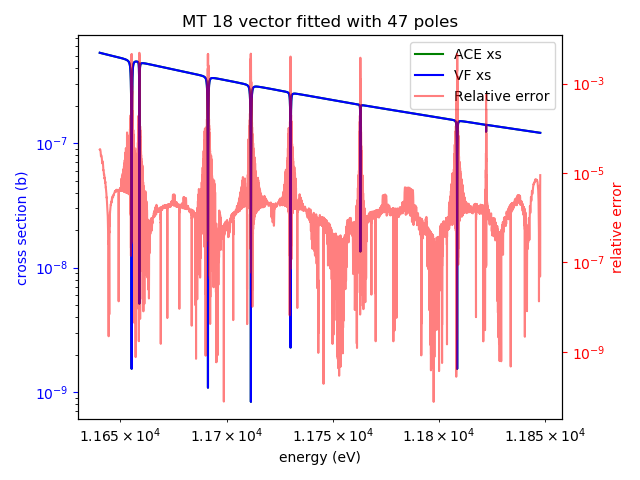 MT 18 vector fitted with 47 poles
ACE xs
VF xs
Relative error
10⁻⁷
10⁻⁸
10⁻⁹
cross section (b)
10⁻³
10⁻⁵
10⁻⁷
10⁻⁹
relative error
1.165×10⁴ 1.17×10⁴ 1.175×10⁴ 1.18×10⁴ 1.185×10⁴
energy (eV)